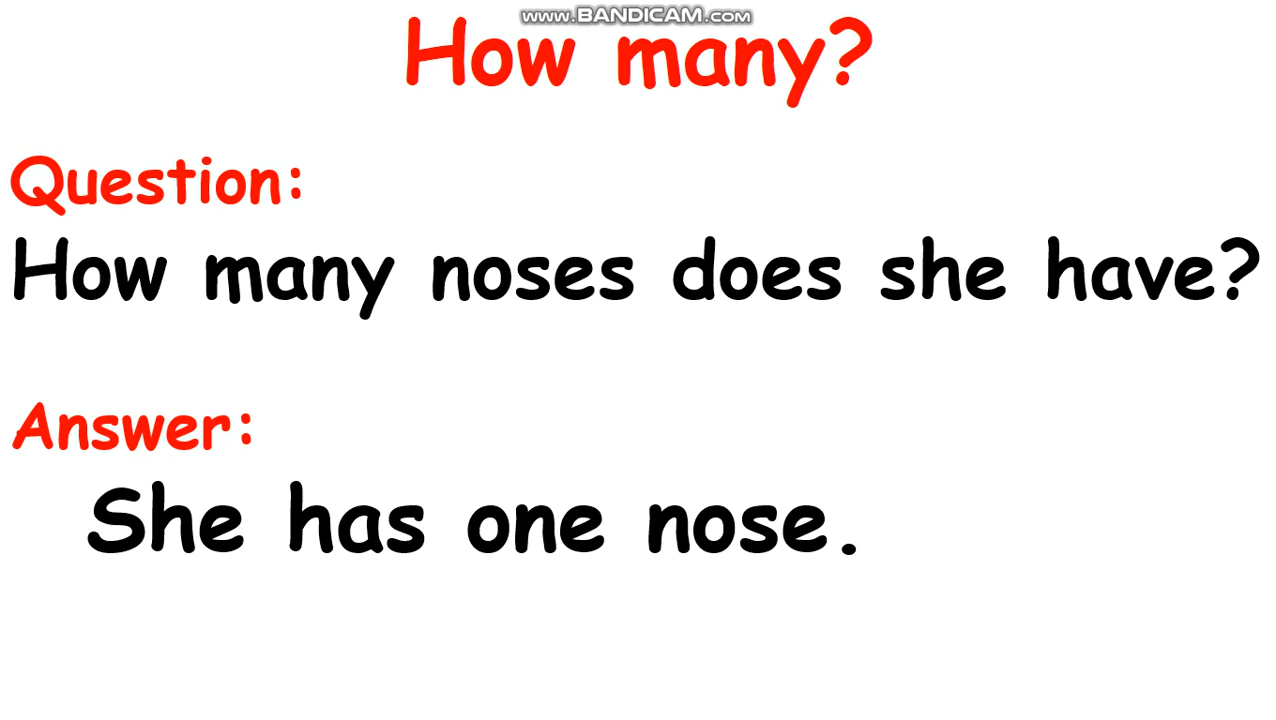 www.BANDICAM.com
How many?
Question:
How many noses does she have?
Answer:
She has one nose.